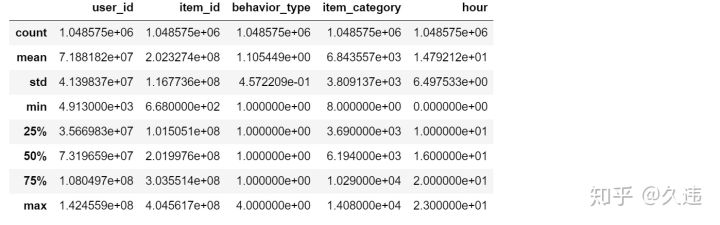 user_id item_id behavior_type item_category hour
count 1.048575e+06 1.048575e+06 1.048575e+06 1.048575e+06 1.048575e+06
mean 7.188182e+07 2.023274e+08 1.105449e+00 6.843557e+03 1.479212e+01
std 4.139837e+07 1.167736e+08 4.572209e-01 3.809137e+03 6.497533e+00
min 4.913000e+03 6.680000e+02 1.000000e+00 8.000000e+00 0.000000e+00
25% 3.566983e+07 1.015051e+08 1.000000e+00 3.690000e+03 1.000000e+01
50% 7.319659e+07 2.019976e+08 1.000000e+00 6.194000e+03 1.600000e+01
75% 1.080497e+08 3.035514e+08 1.000000e+00 1.029000e+04 2.000000e+01
max 1.424559e+08 4.045617e+08 4.000000e+00 1.408000e+04 2.300000e+01
知乎 @久违